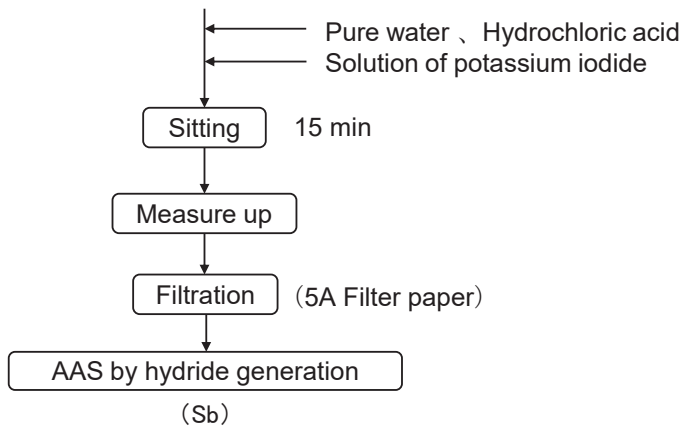 Pure water 、Hydrochloric acid
Solution of potassium iodide
Sitting 15 min
Measure up
Filtration （5A Filter paper）
AAS by hydride generation
（Sb）